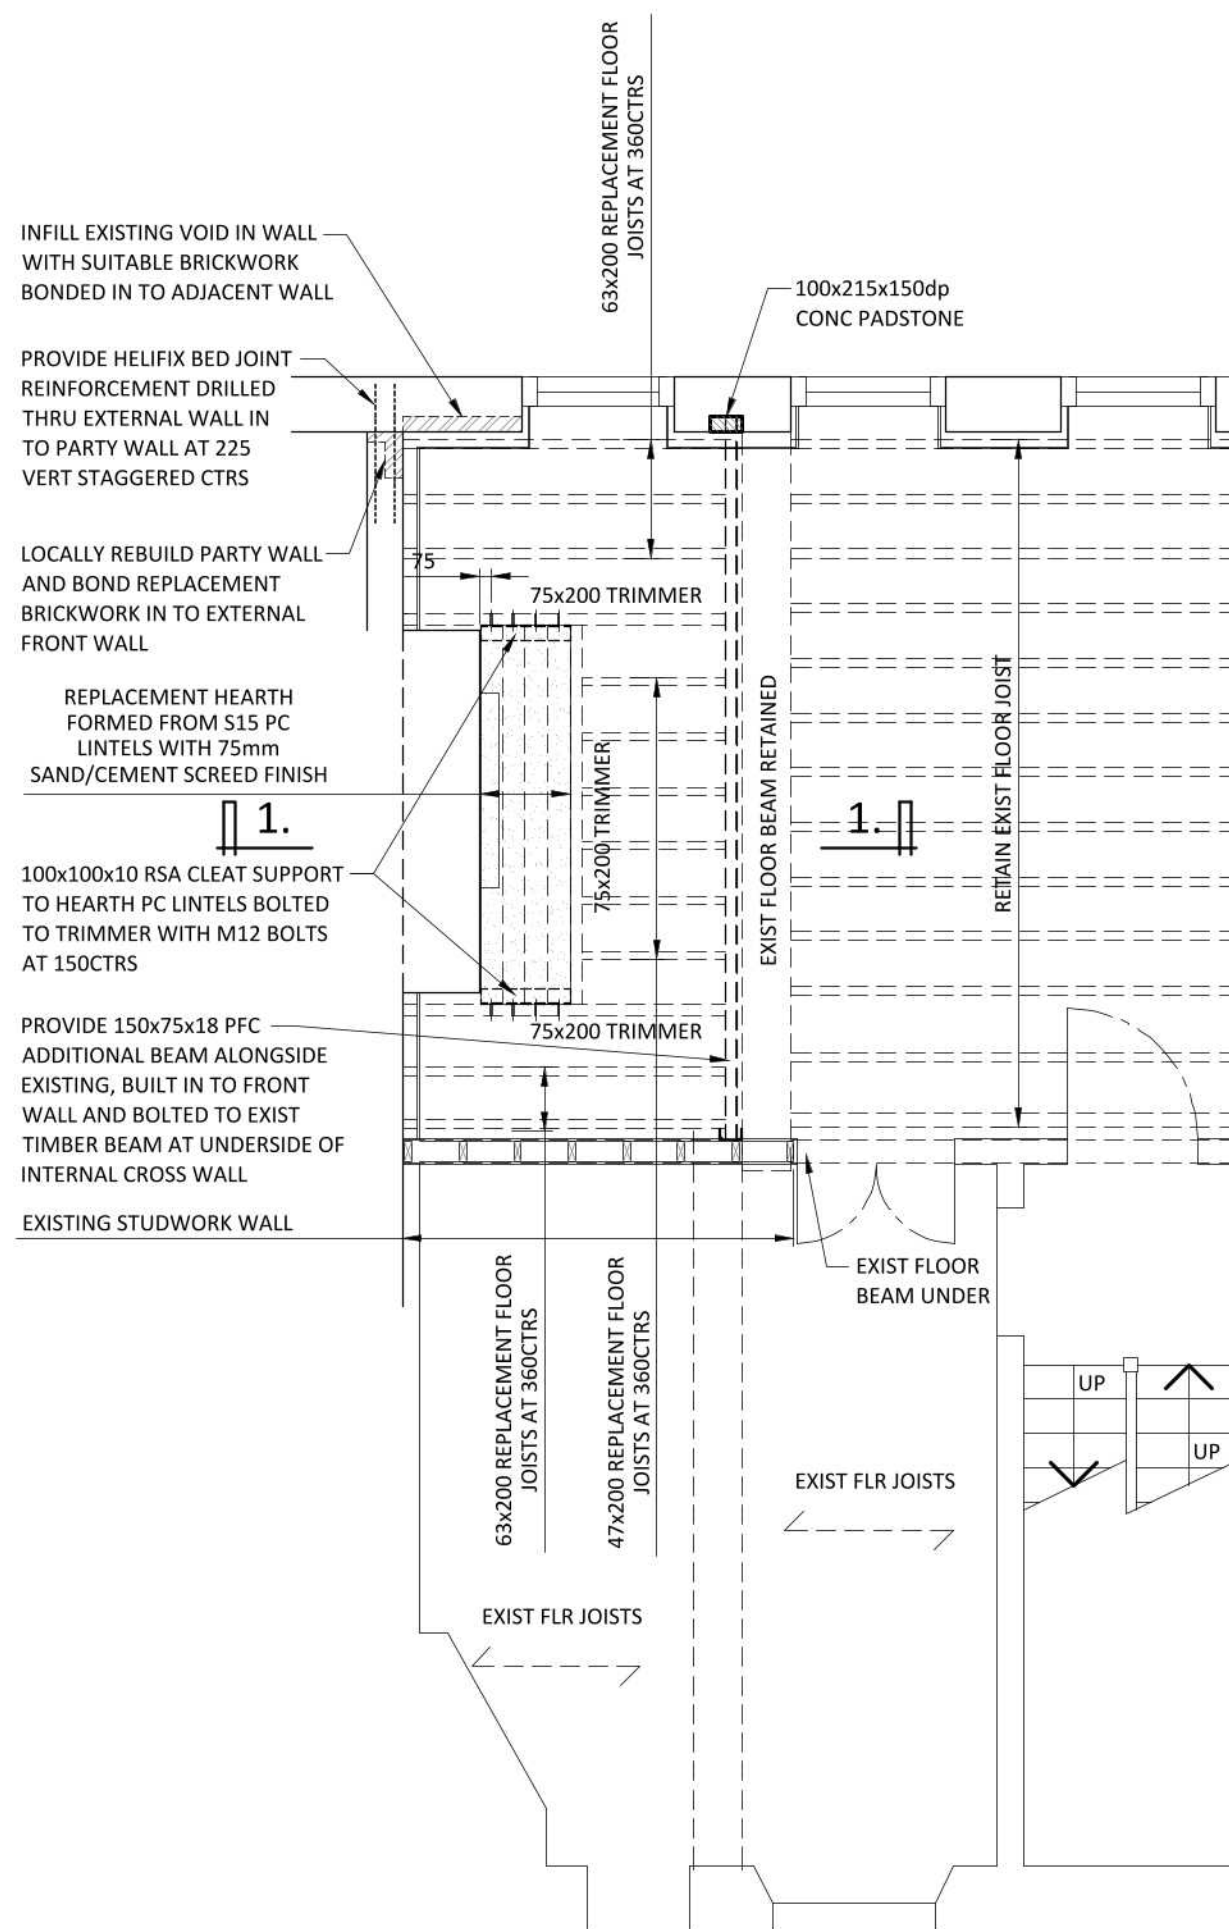 63x200 REPLACEMENT FLOOR
JOISTS AT 360CTRS
INFILL EXISTING VOID IN WALL
WITH SUITABLE BRICKWORK
BONDED IN TO ADJACENT WALL
100x215x150dp
CONC PADSTONE
PROVIDE HELIFIX BED JOINT
REINFORCEMENT DRILLED
THRU EXTERNAL WALL IN
TO PARTY WALL AT 225
VERT STAGGERED CTRS
LOCALLY REBUILD PARTY WALL
AND BOND REPLACEMENT
BRICKWORK IN TO EXTERNAL
FRONT WALL
75
75x200 TRIMMER
REPLACEMENT HEARTH
FORMED FROM S15 PC
LINTELS WITH 75mm
SAND/CEMENT SCREED FINISH
75x200 TRIMMER
EXIST FLOOR BEAM RETAINED
RETAIN EXIST FLOOR JOIST
1.
1.
100x100x10 RSA CLEAT SUPPORT
TO HEARTH PC LINTELS BOLTED
TO TRIMMER WITH M12 BOLTS
AT 150CTRS
75x200 TRIMMER
PROVIDE 150x75x18 PFC
ADDITIONAL BEAM ALONGSIDE
EXISTING, BUILT IN TO FRONT
WALL AND BOLTED TO EXIST
TIMBER BEAM AT UNDERSIDE OF
INTERNAL CROSS WALL
EXISTING STUDWORK WALL
EXIST FLOOR
BEAM UNDER
63x200 REPLACEMENT FLOOR
JOISTS AT 360CTRS
47x200 REPLACEMENT FLOOR
JOISTS AT 360CTRS
UP
UP
EXIST FLR JOISTS
EXIST FLR JOISTS